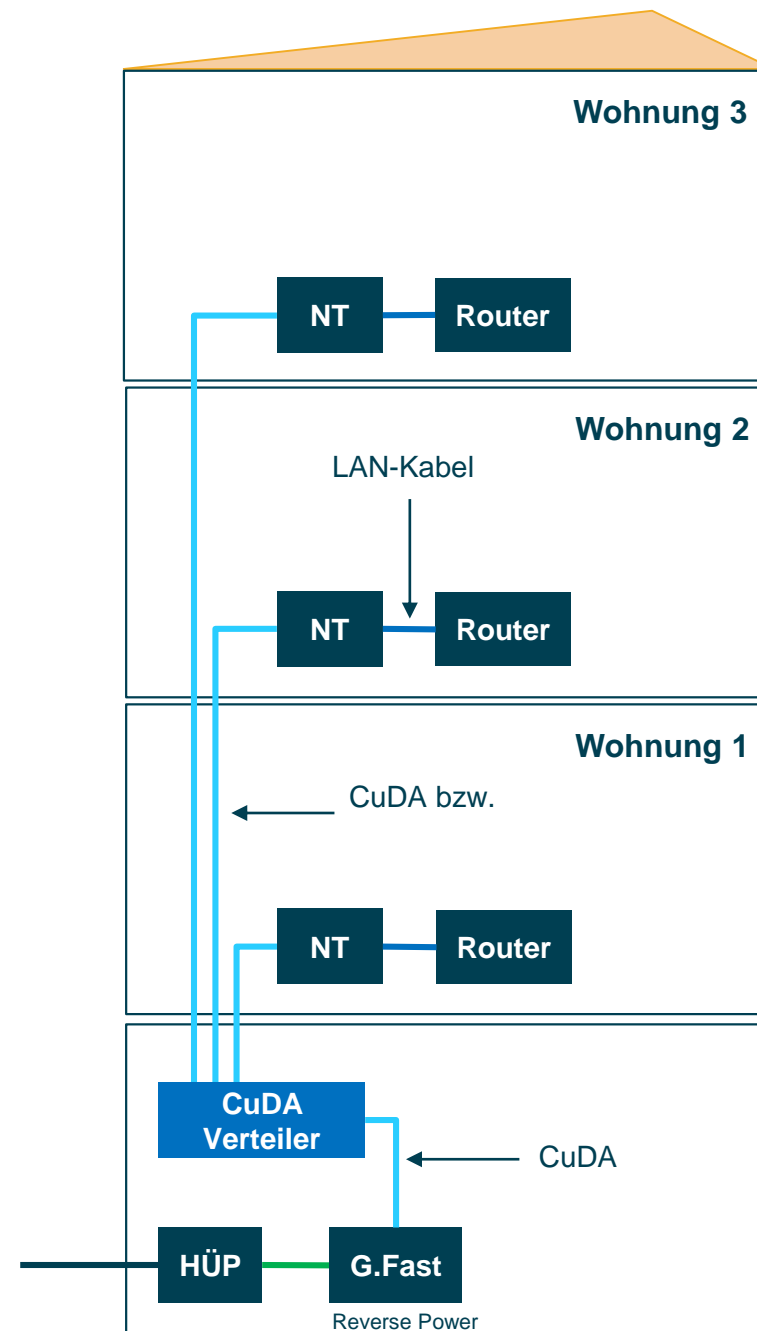 Wohnung 3
NT
Router
Wohnung 2
LAN-Kabel
NT
Router
Wohnung 1
CuDA bzw.
NT
Router
CuDA
Verteiler
CuDA
HÜP
G.Fast
Reverse Power